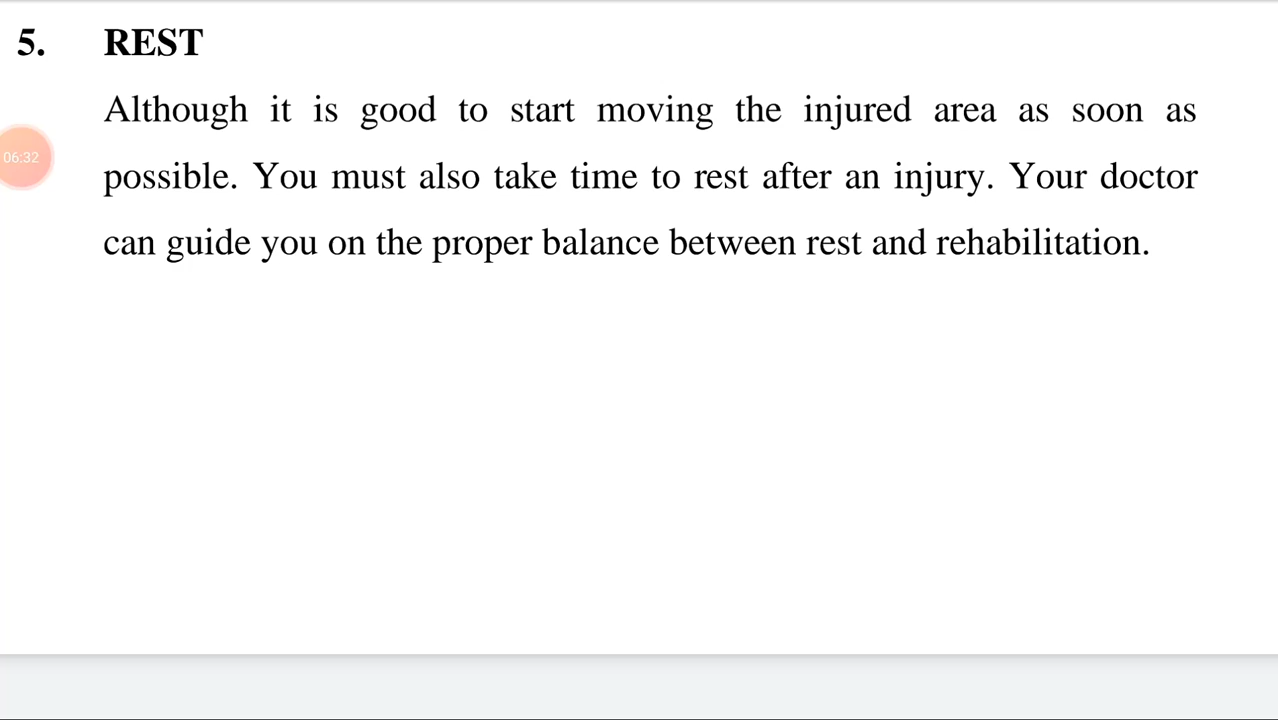 5. REST
Although it is good to start moving the injured area as soon as
06:32
possible. You must also take time to rest after an injury. Your doctor
can guide you on the proper balance between rest and rehabilitation.